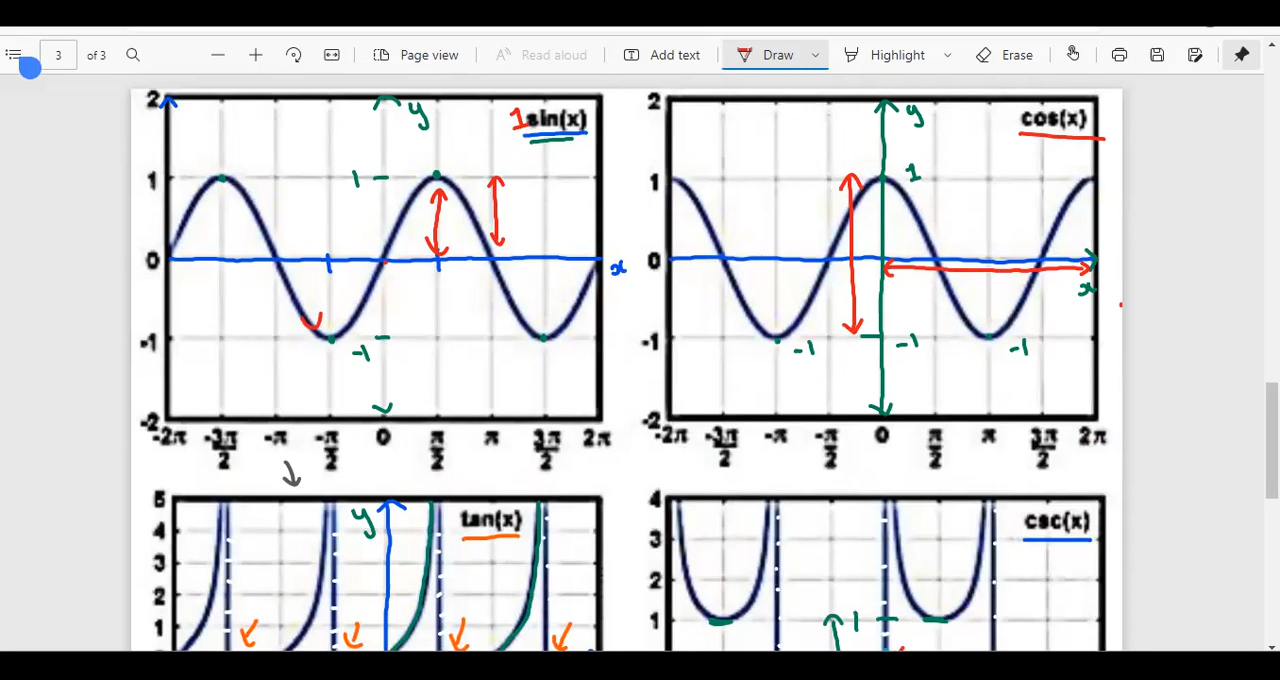 3 of 3 Page view Read aloud Add text Draw Highlight Erase
2 y 1sin(x)
1 1
0 x
-1 -1
-2
-2π -3π/2 -π -π/2 0 π/2 π 3π/2 2π
2 y cos(x)
1 1
0 x
-1 -1 -1 -1
-2
-2π -3π/2 -π -π/2 0 π/2 π 3π/2 2π
5 y tan(x)
4
3
2
1
4 csc(x)
3
2
1 1